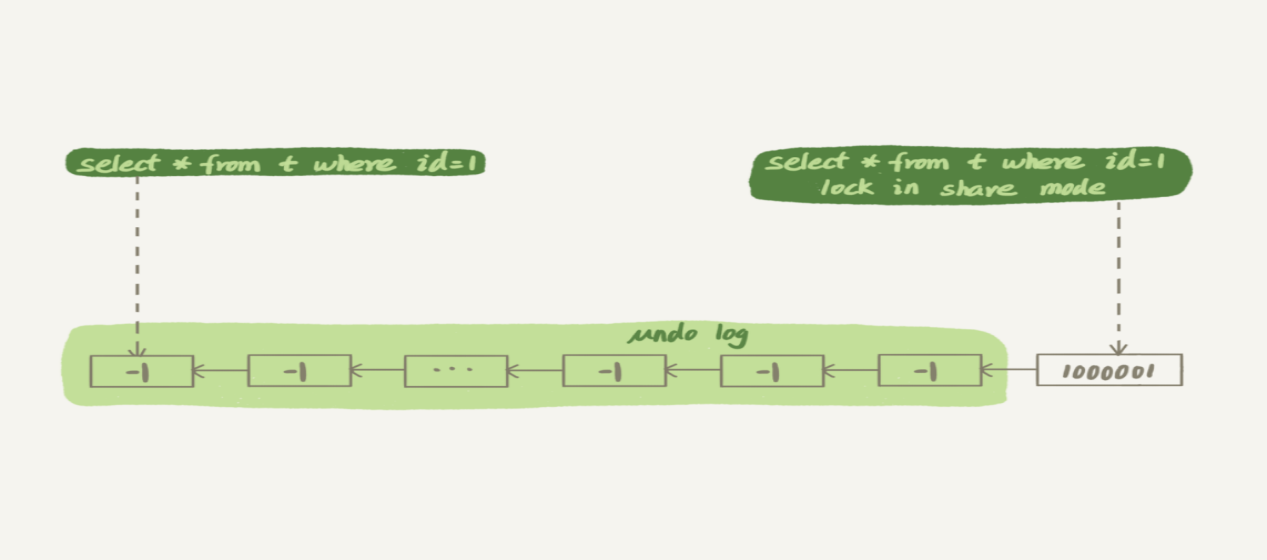 select * from t where id=1
select * from t where id=1
lock in share mode
undo log
-1
-1
...
-1
-1
-1
1000001